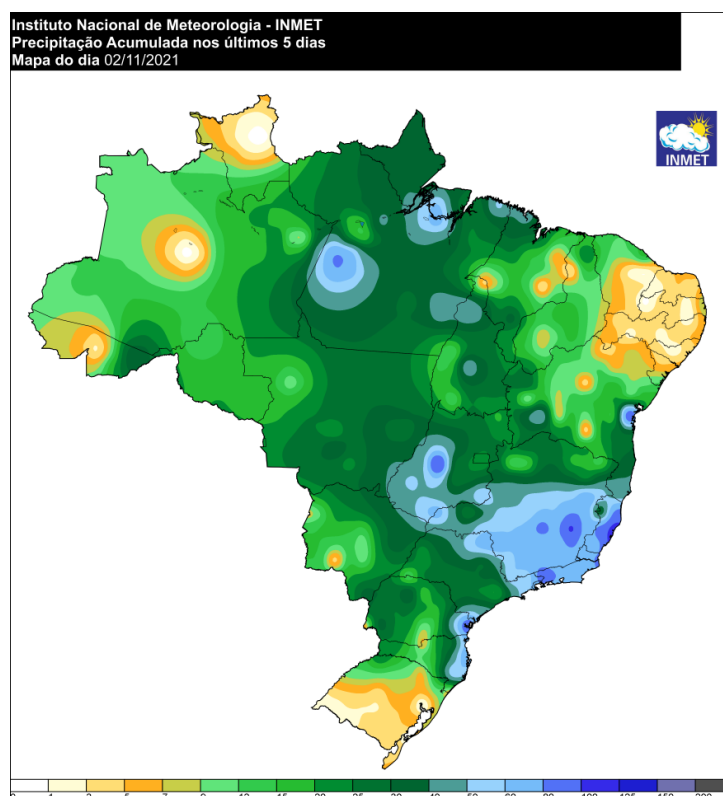 Instituto Nacional de Meteorologia - INMET
Precipitação Acumulada nos últimos 5 dias
Mapa do dia 02/11/2021
INMET